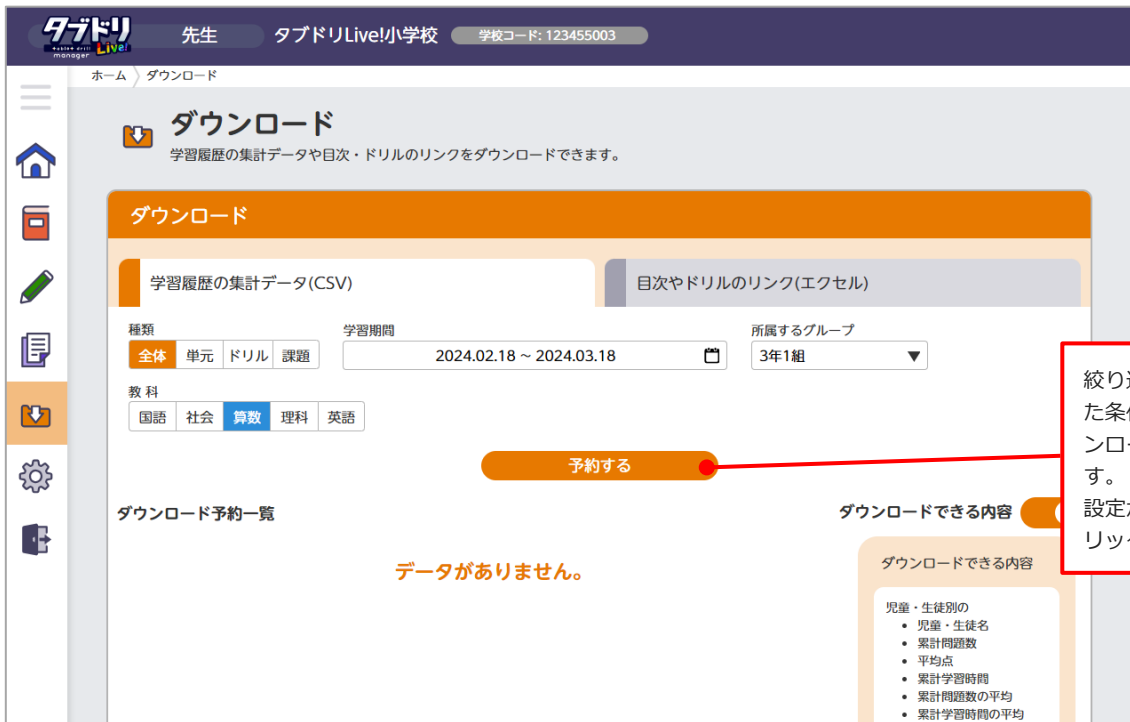 タブドリ Live!
tablet drill
manager
先生 タブドリLive!小学校 学校コード: 123455003
ホーム 〉 ダウンロード
ダウンロード
学習履歴の集計データや目次・ドリルのリンクをダウンロードできます。
ダウンロード
学習履歴の集計データ(CSV) 目次やドリルのリンク(エクセル)
種類 学習期間 所属するグループ
全体 単元 ドリル 課題 2024.02.18 ~ 2024.03.18 3年1組 ▼
教科
国語 社会 算数 理科 英語
予約する
絞り
た条
ンロ
す。
設定
リッ
ダウンロード予約一覧 ダウンロードできる内容
データがありません。
ダウンロードできる内容
児童・生徒別の
• 児童・生徒名
• 累計問題数
• 平均点
• 累計学習時間
• 累計問題数の平均
• 累計学習時間の平均